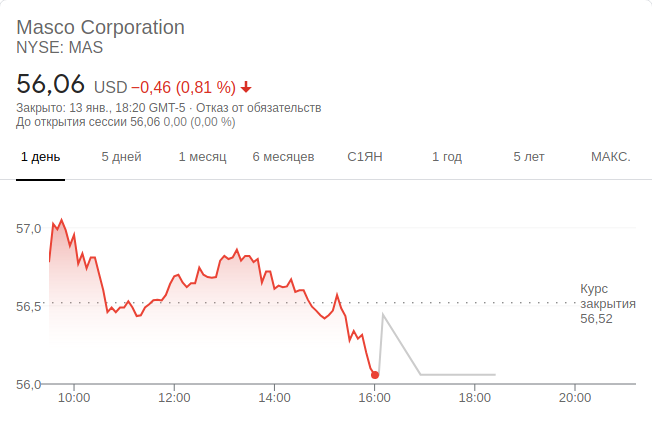 Masco Corporation
NYSE: MAS
56,06 USD −0,46 (0,81 %)
Закрыто: 13 янв., 18:20 GMT-5 · Отказ от обязательств
До открытия сессии 56,06 0,00 (0,00 %)
1 день 5 дней 1 месяц 6 месяцев С1ЯН 1 год 5 лет МАКС.
57,0
56,5
56,0
Курс
закрытия
56,52
10:00 12:00 14:00 16:00 18:00 20:00